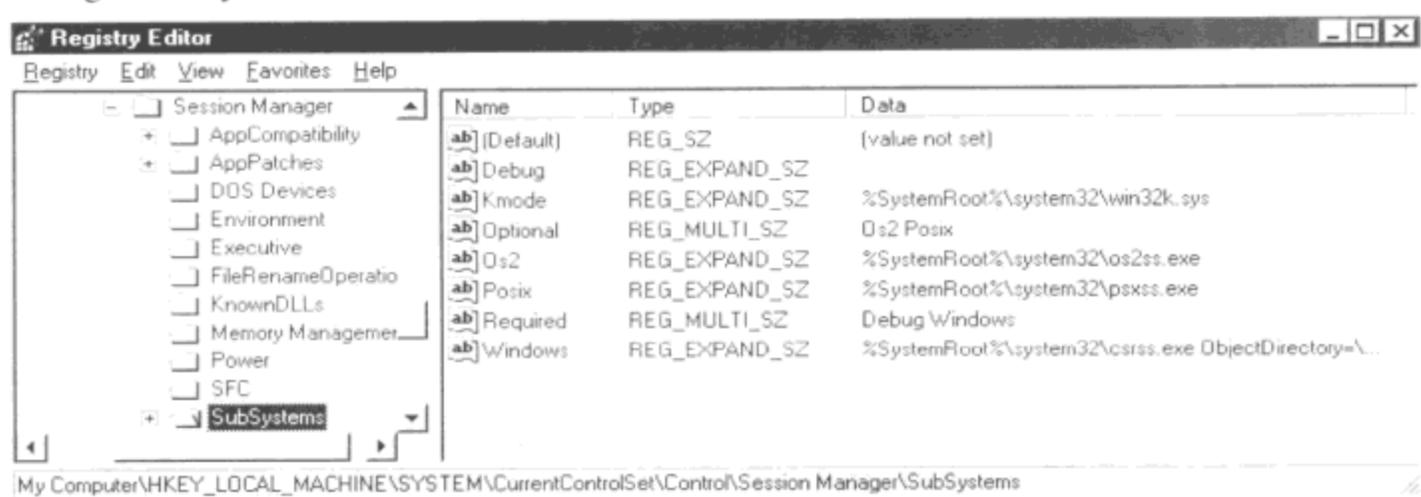 Registry Editor
Registry Edit View Favorites Help
Session Manager
AppCompatibility
AppPatches
DOS Devices
Environment
Executive
FileRenameOperatio
KnownDLLs
Memory Managemer
Power
SFC
SubSystems
Name Type Data
(Default) REG_SZ (value not set)
Debug REG_EXPAND_SZ
Kmode REG_EXPAND_SZ %SystemRoot%\system32\win32k.sys
Optional REG_MULTI_SZ Os2 Posix
Os2 REG_EXPAND_SZ %SystemRoot%\system32\os2ss.exe
Posix REG_EXPAND_SZ %SystemRoot%\system32\psxss.exe
Required REG_MULTI_SZ Debug Windows
Windows REG_EXPAND_SZ %SystemRoot%\system32\csrss.exe ObjectDirectory=\...
My Computer\HKEY_LOCAL_MACHINE\SYSTEM\CurrentControlSet\Control\Session Manager\SubSystems